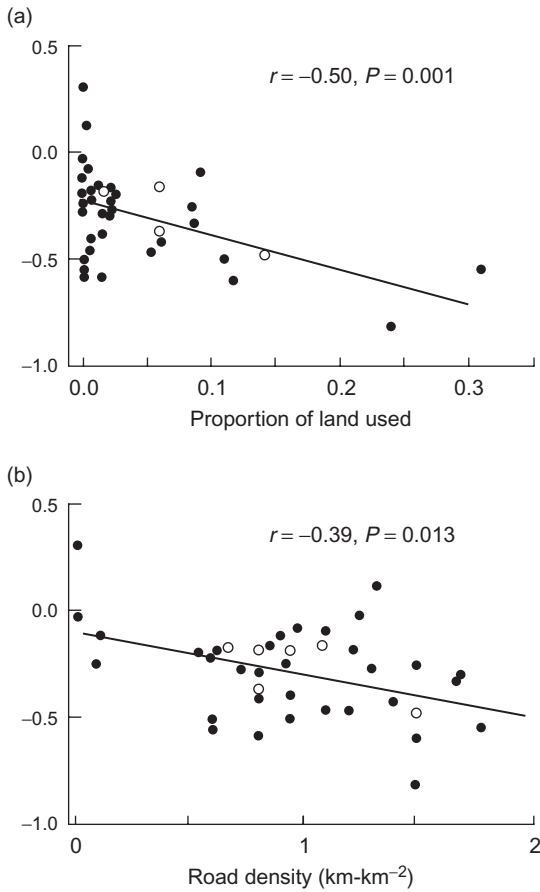 (a)
0.5
r = –0.50, P = 0.001
0.0
–0.5
–1.0
0.0 0.1 0.2 0.3
Proportion of land used
(b)
0.5
r = –0.39, P = 0.013
0.0
–0.5
–1.0
0 1 2
Road density (km-km⁻²)